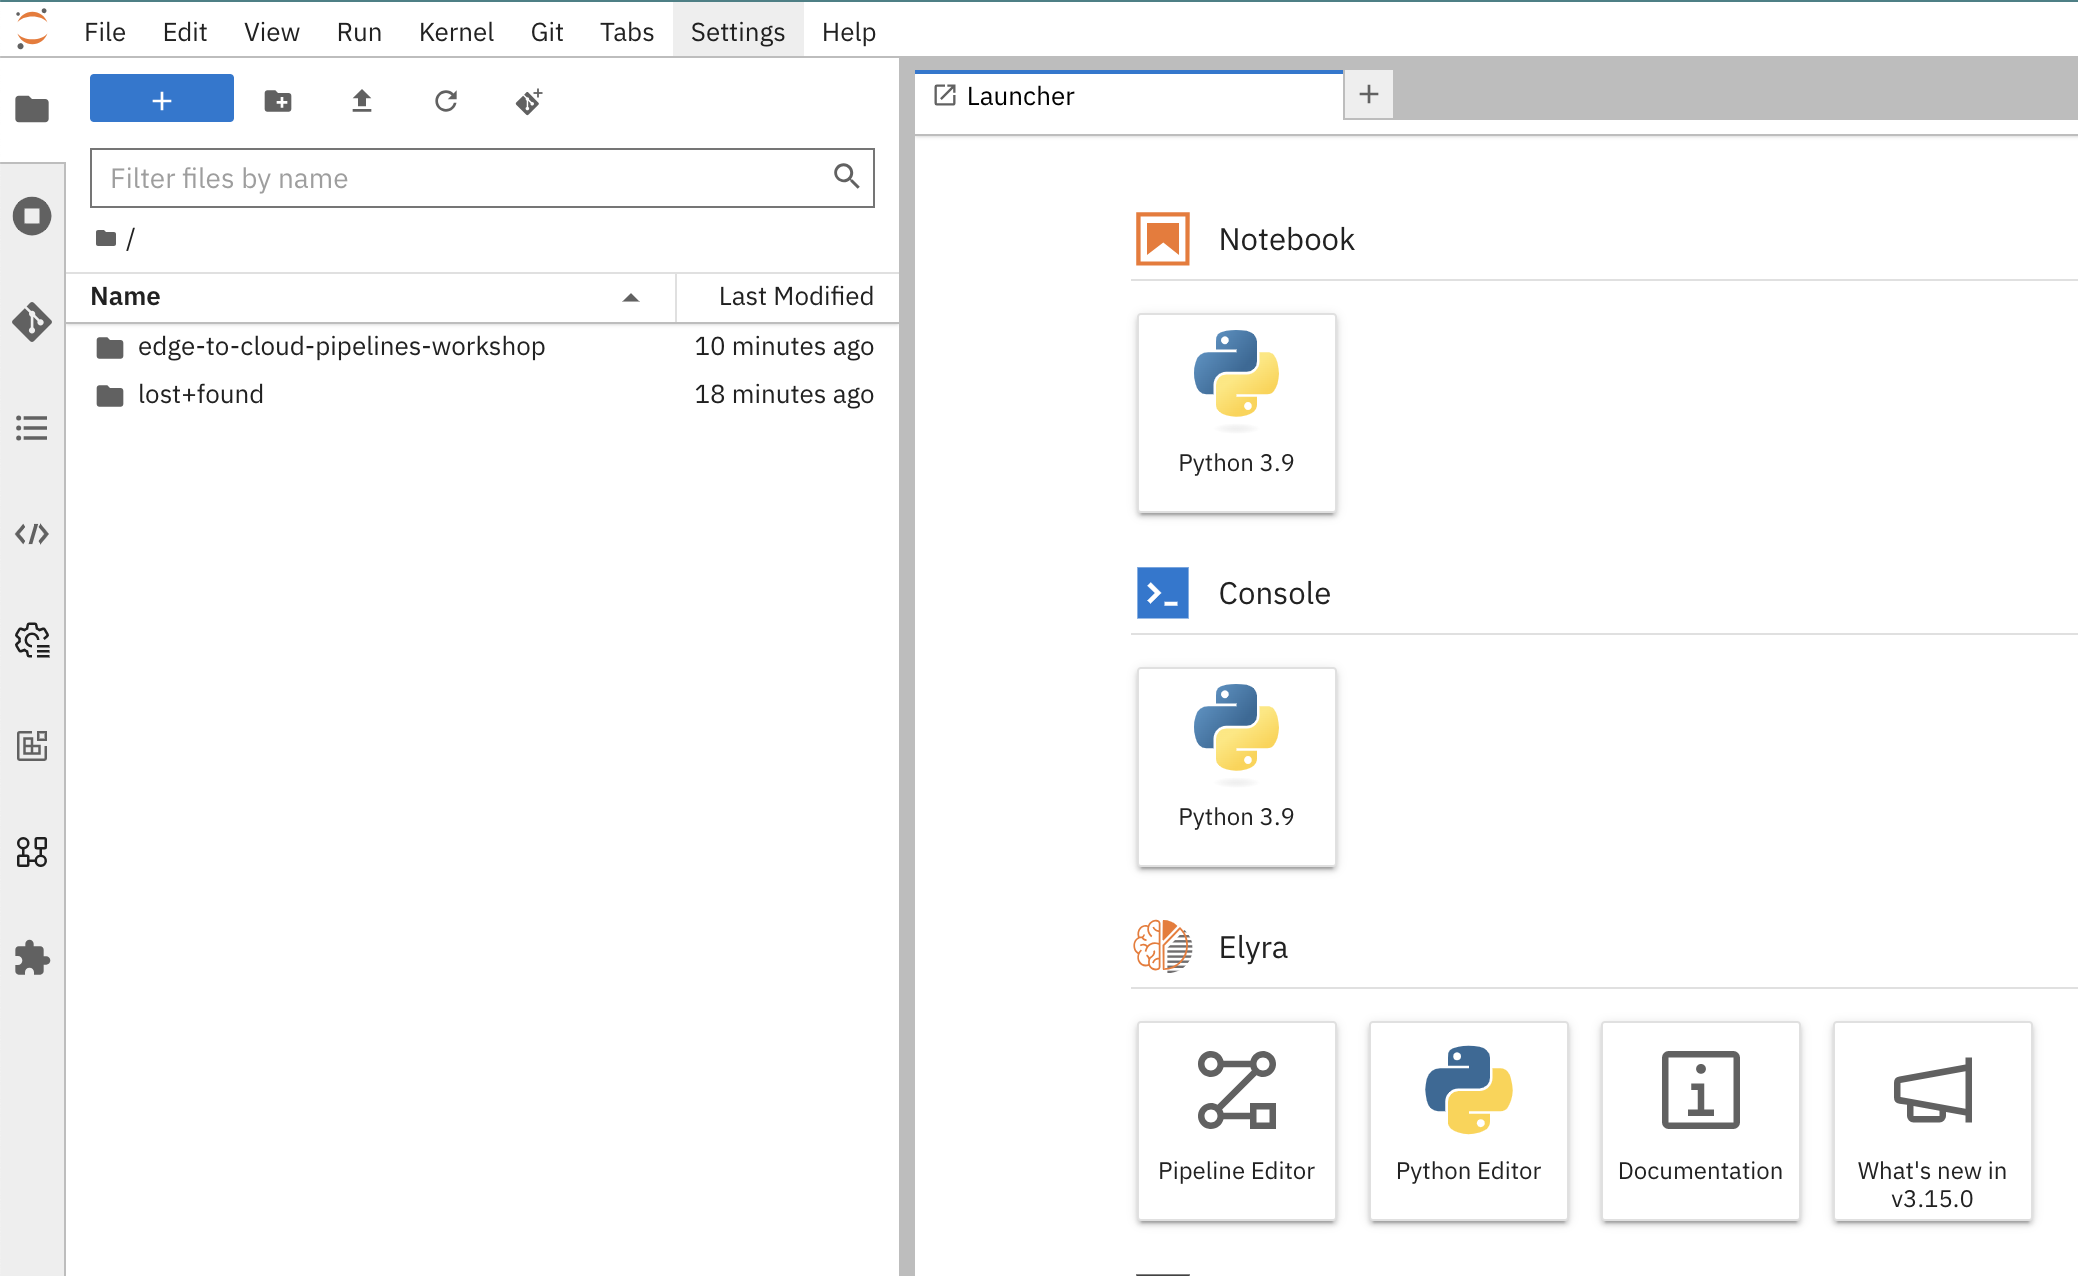 File Edit View Run Kernel Git Tabs Settings Help
Launcher
Filter files by name
/
Name Last Modified
edge-to-cloud-pipelines-workshop 10 minutes ago
lost+found 18 minutes ago
Notebook
Python 3.9
Console
Python 3.9
Elyra
Pipeline Editor
Python Editor
Documentation
What's new in
v3.15.0